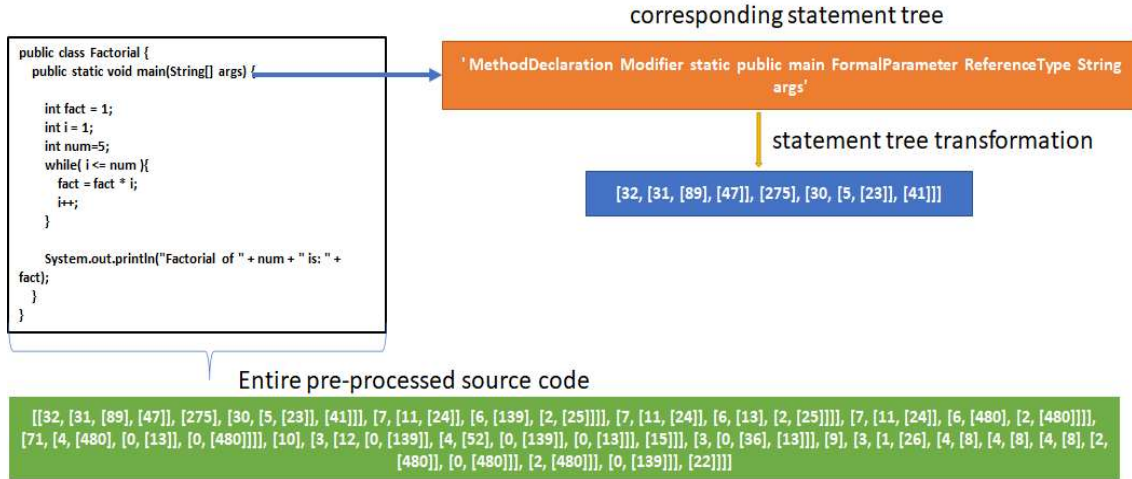 corresponding statement tree
public class Factorial {
public static void main(String[] args) {
int fact = 1;
int i = 1;
int num=5;
while( i <= num ){
fact = fact * i;
i++;
}
System.out.println("Factorial of " + num + " is: " +
fact);
}
}
' MethodDeclaration Modifier static public main FormalParameter ReferenceType String
args'
statement tree transformation
[32, [31, [89], [47]], [275], [30, [5, [23]], [41]]]
Entire pre-processed source code
[[32, [31, [89], [47]], [275], [30, [5, [23]], [41]]], [7, [11, [24]], [6, [139], [2, [25]]]], [7, [11, [24]], [6, [13], [2, [25]]]], [7, [11, [24]], [6, [480], [2, [480]]]],
[71, [4, [480], [0, [13]], [0, [480]]]], [10], [3, [12, [0, [139]], [4, [52], [0, [139]], [0, [13]]], [15]]], [3, [0, [36], [13]]], [9], [3, [1, [26], [4, [8], [4, [8], [4, [8], [2,
[480]], [0, [480]]], [2, [480]]], [0, [139]]], [22]]]]